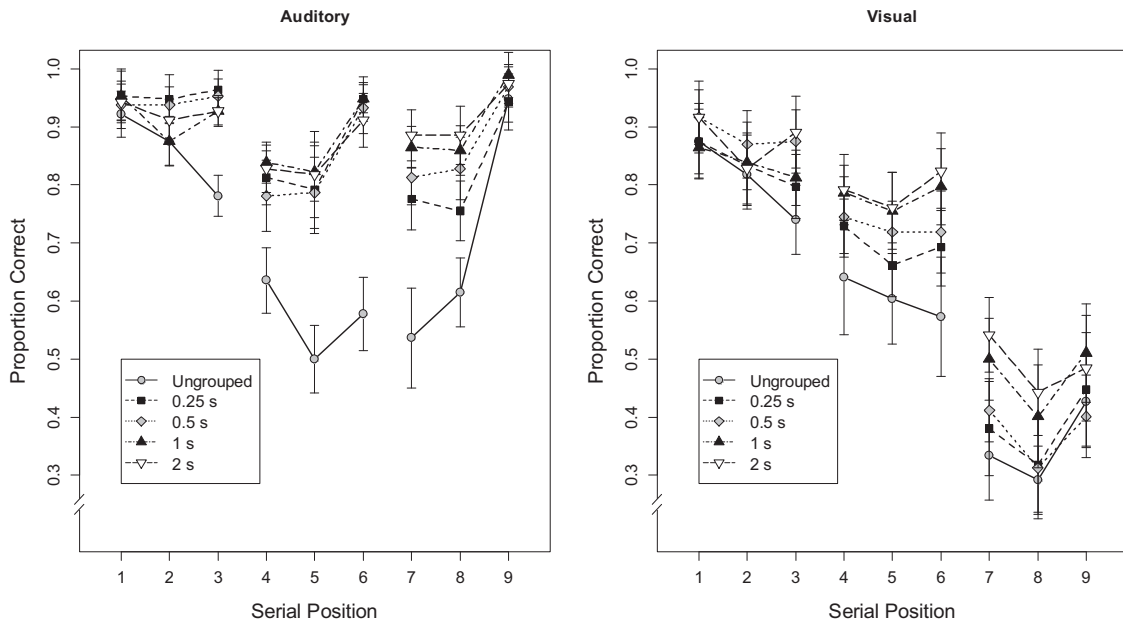 Auditory
Proportion Correct
1.0
0.9
0.8
0.7
0.6
0.5
0.4
0.3
Ungrouped
0.25 s
0.5 s
1 s
2 s
1 2 3 4 5 6 7 8 9
Serial Position
Visual
Proportion Correct
1.0
0.9
0.8
0.7
0.6
0.5
0.4
0.3
Ungrouped
0.25 s
0.5 s
1 s
2 s
1 2 3 4 5 6 7 8 9
Serial Position